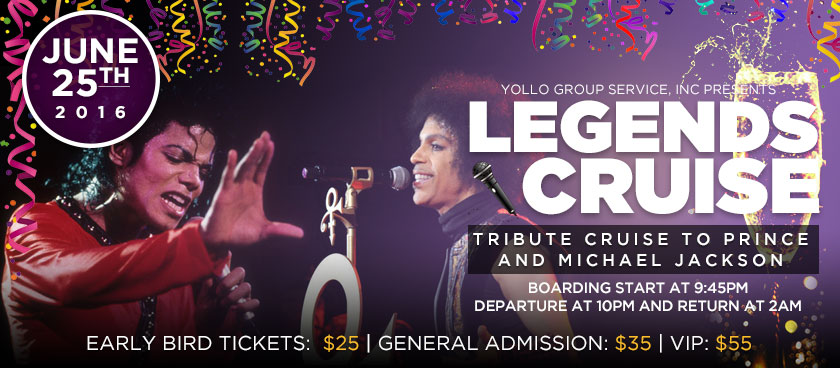 JUNE
25TH
2016
YOLLO GROUP SERVICE, INC PRESENTS
LEGENDS
CRUISE
TRIBUTE CRUISE TO PRINCE
AND MICHAEL JACKSON
BOARDING START AT 9:45PM
DEPARTURE AT 10PM AND RETURN AT 2AM
EARLY BIRD TICKETS: $25 | GENERAL ADMISSION: $35 | VIP: $55